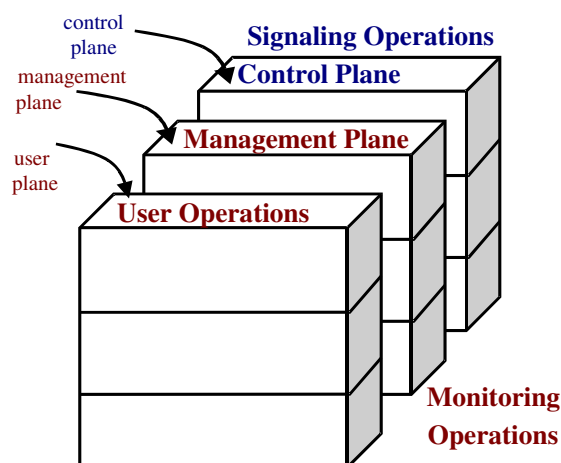 control
plane
Signaling Operations
Control Plane
management
plane
Management Plane
user
plane
User Operations
Monitoring
Operations